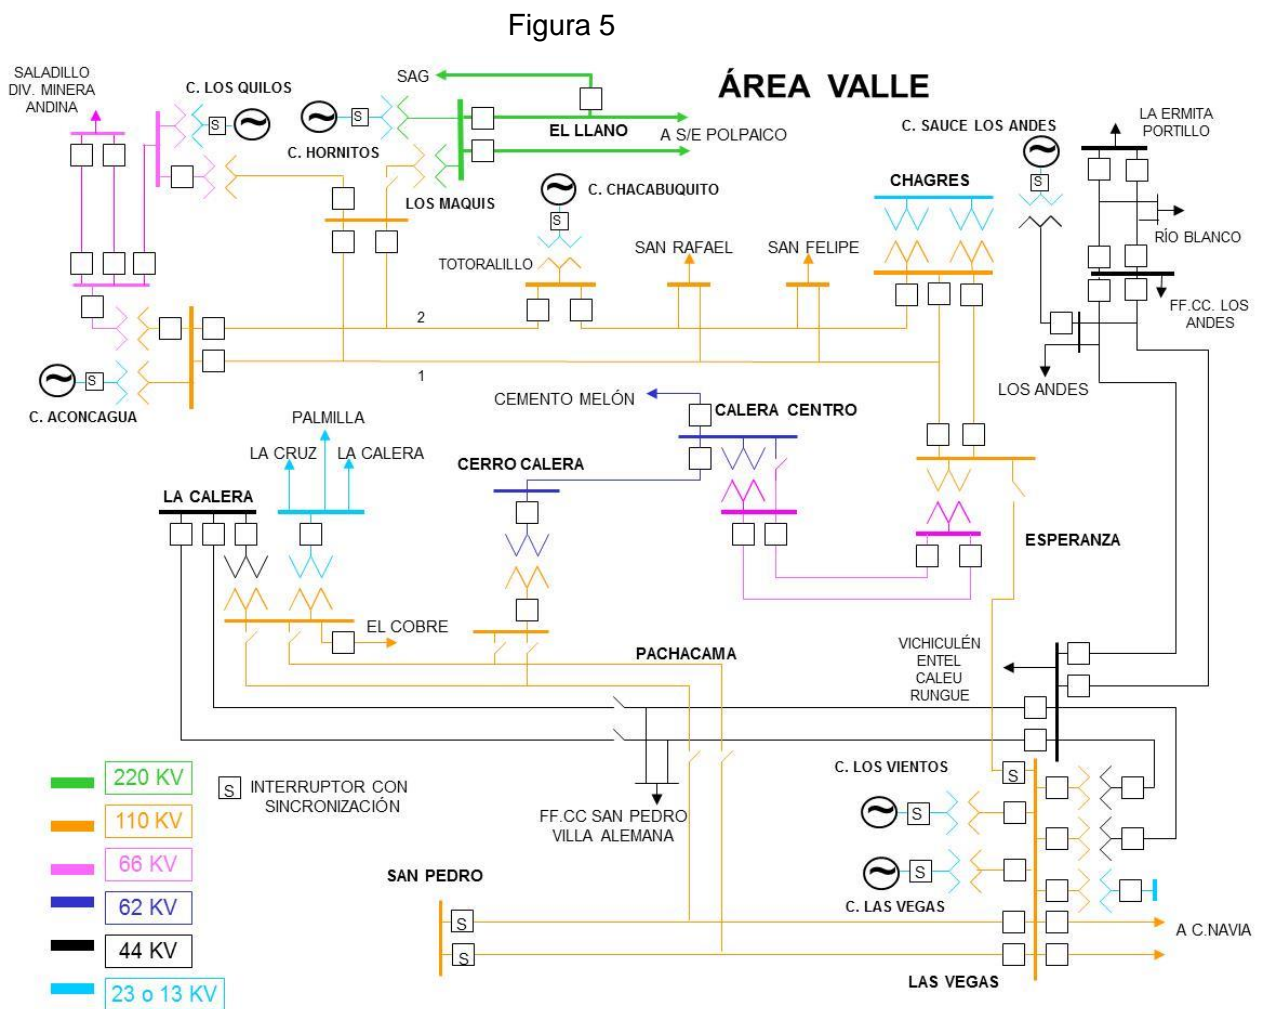 Figura 5
ÁREA VALLE
SALADILLO
DIV. MINERA
ANDINA
C. LOS QUILOS
S
C. HORNITOS
S
SAG
EL LLANO
A S/E POLPAICO
LOS MAQUIS
C. CHACABUQUITO
S
TOTORALILLO
SAN RAFAEL
SAN FELIPE
CHAGRES
C. SAUCE LOS ANDES
S
LA ERMITA
PORTILLO
RÍO BLANCO
FF.CC. LOS
ANDES
LOS ANDES
2
1
S
C. ACONCAGUA
PALMILLA
LA CRUZ
LA CALERA
LA CALERA
CEMENTO MELÓN
CALERA CENTRO
CERRO CALERA
ESPERANZA
EL COBRE
PACHACAMA
VICHICULÉN
ENTEL
CALEU
RUNGUE
FF.CC SAN PEDRO
VILLA ALEMANA
C. LOS VIENTOS
S
S
S
C. LAS VEGAS
SAN PEDRO
S
S
A C.NAVIA
LAS VEGAS
220 KV
110 KV
66 KV
62 KV
44 KV
23 o 13 KV
S
INTERRUPTOR CON
SINCRONIZACIÓN